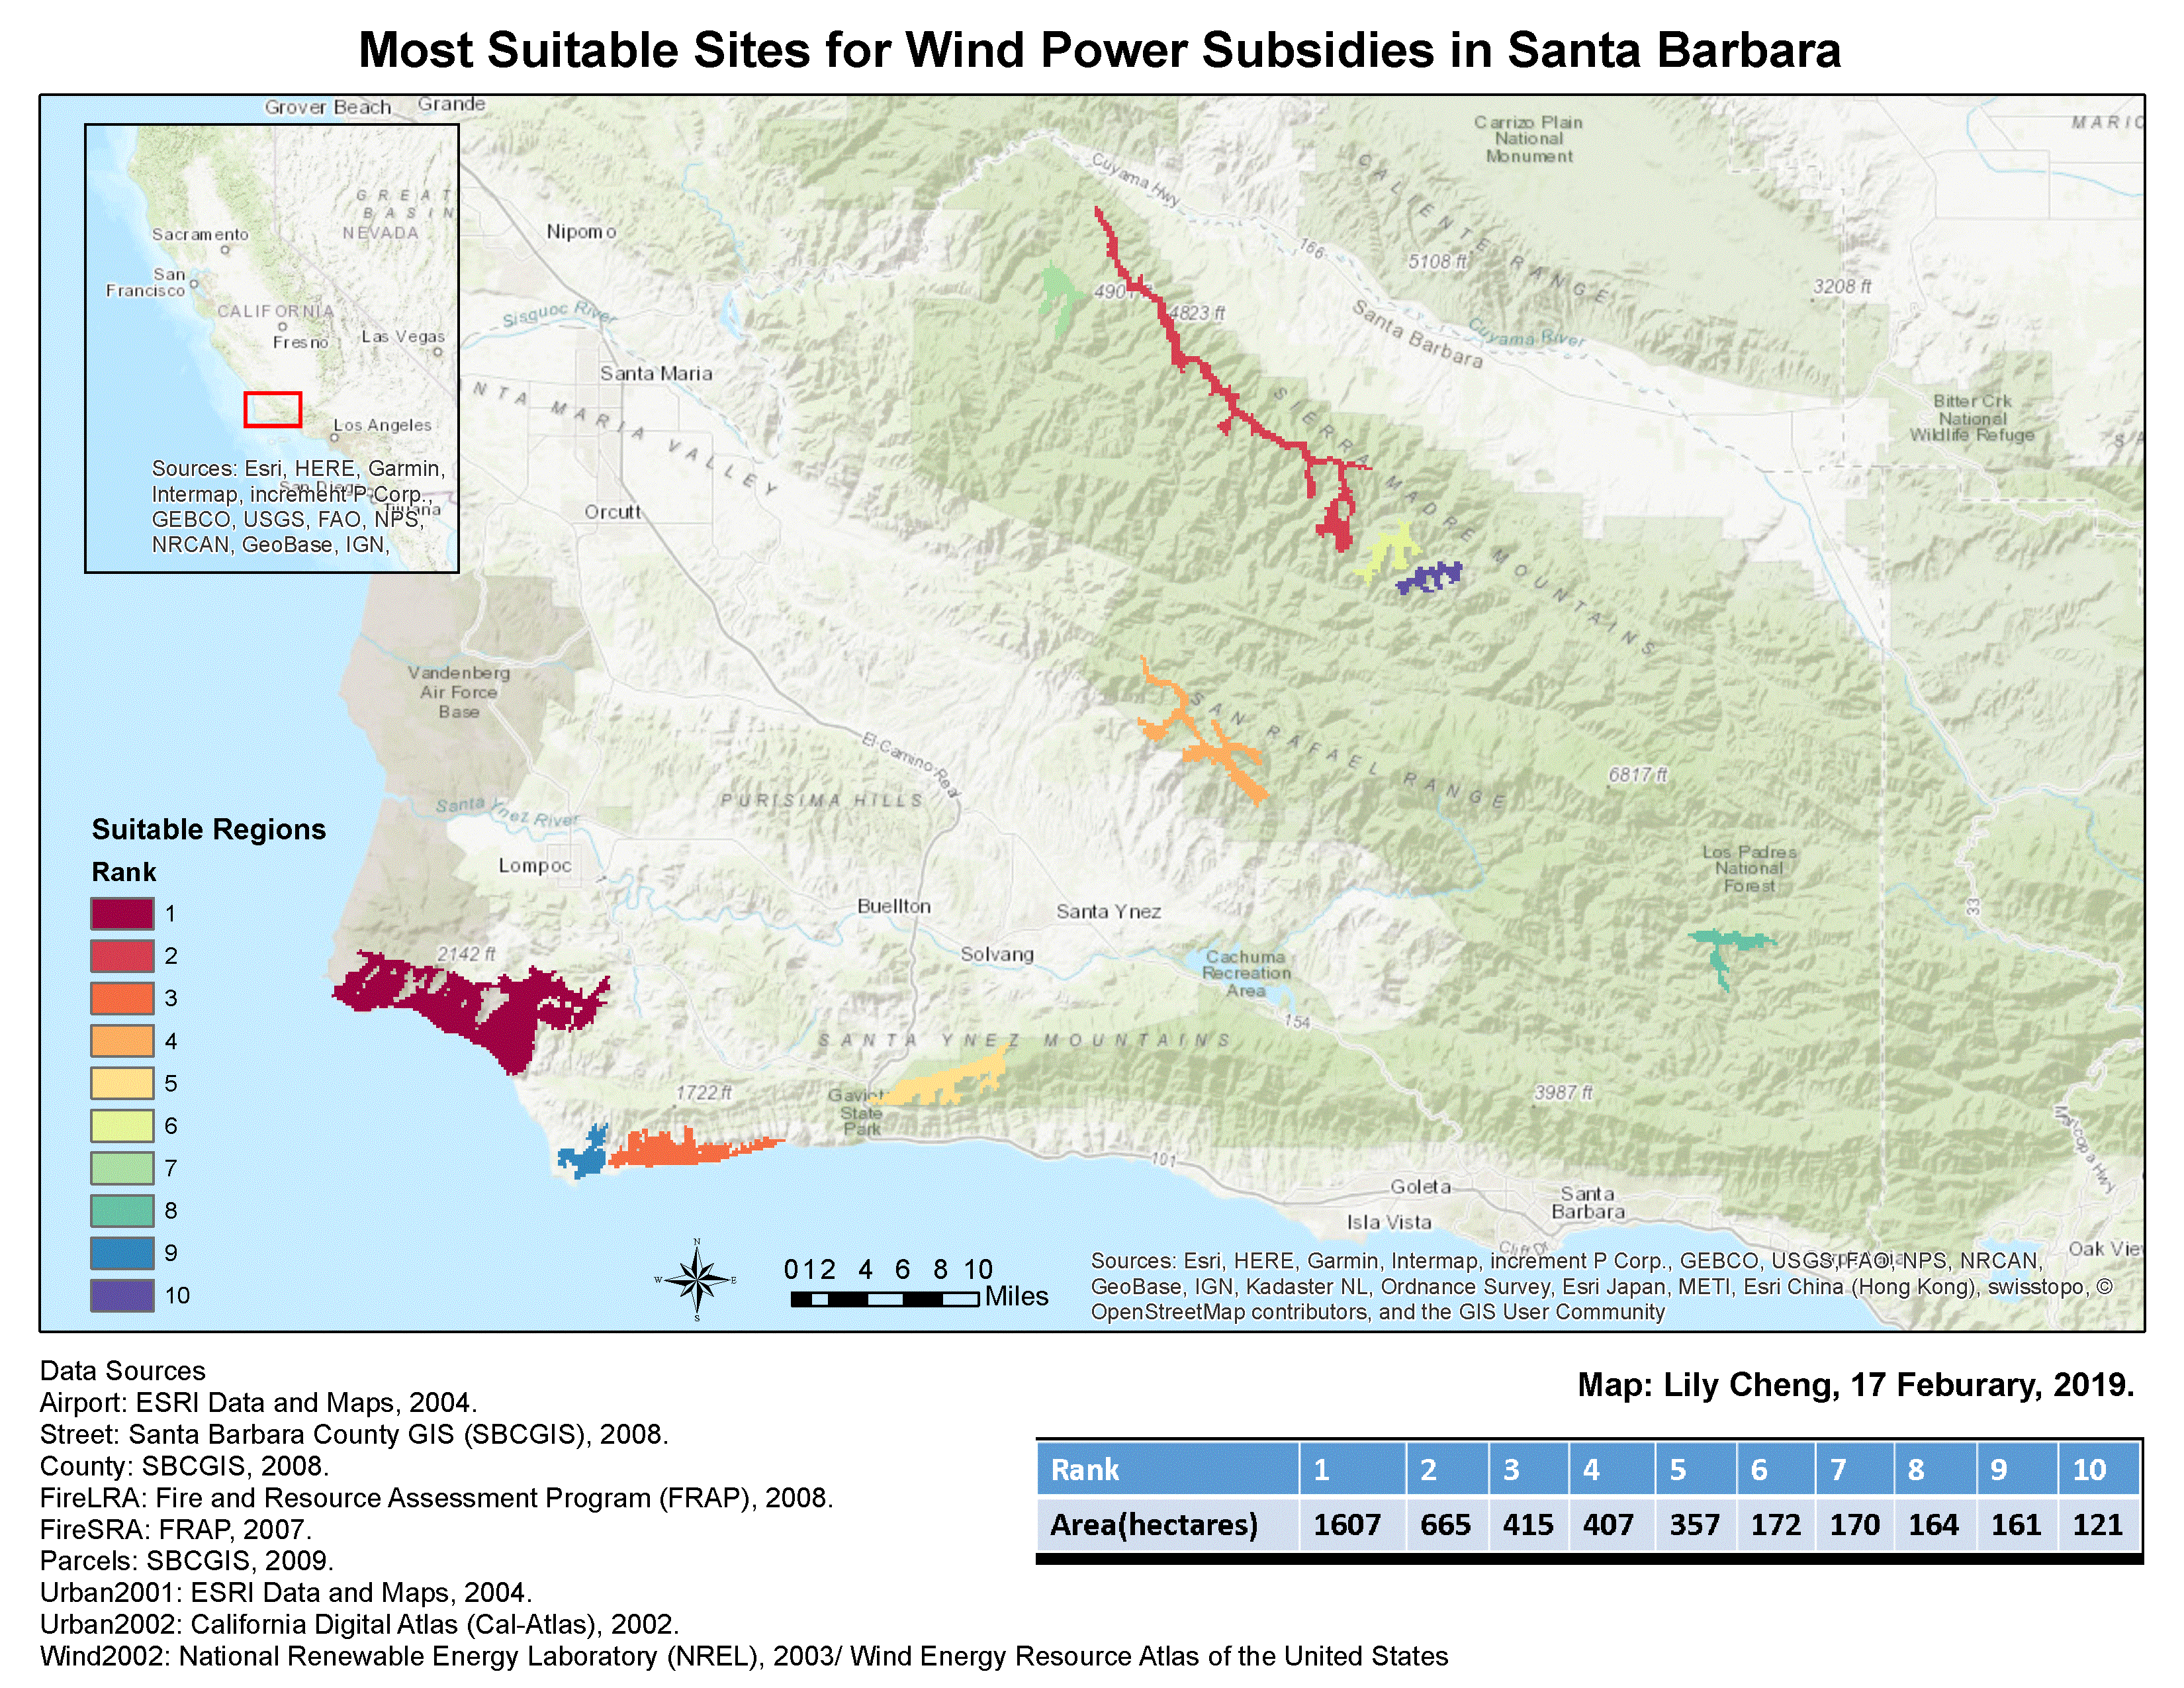 Most Suitable Sites for Wind Power Subsidies in Santa Barbara
Grover Beach
Grande
Carrizo Plain
National
Monument
MARIC
Cuyama Hwy
CALIENTE RANGE
GREAT
BASIN
NEVADA
Sacramento
San
Francisco
CALIFORNIA
Fresno
Las Vegas
Los Angeles
San Diego
Tijuana
Sources: Esri, HERE, Garmin,
Intermap, increment P Corp.,
GEBCO, USGS, FAO, NPS,
NRCAN, GeoBase, IGN,
Nipomo
166
5108 ft
3208 ft
4901 ft
4823 ft
Sisquoc River
Santa Barbara
Cuyama River
Santa Maria
NTA MARIA VALLEY
SIERRA MADRE MOUNTAINS
Bitter Crk
National
Wildlife Refuge
SA
Orcutt
Vandenberg
Air Force
Base
SAN RAFAEL RANGE
El Camino Real
6817 ft
PURISIMA HILLS
Santa Ynez River
Los Padres
National
Forest
Lompoc
Buellton
Santa Ynez
33
Solvang
Cachuma
Recreation
Area
2142 ft
154
SANTA YNEZ MOUNTAINS
1722 ft
Gaviot
State
Park
3987 ft
Maricopa Hwy
101
Goleta
Santa
Barbara
Isla Vista
Cliff Dr
Oak Vie
Suitable Regions
Rank
1
2
3
4
5
6
7
8
9
10
N
W
E
S
0 1 2 4 6 8 10
Miles
Sources: Esri, HERE, Garmin, Intermap, increment P Corp., GEBCO, USGS, FAO, NPS, NRCAN,
GeoBase, IGN, Kadaster NL, Ordnance Survey, Esri Japan, METI, Esri China (Hong Kong), swisstopo, ©
OpenStreetMap contributors, and the GIS User Community
Data Sources
Airport: ESRI Data and Maps, 2004.
Street: Santa Barbara County GIS (SBCGIS), 2008.
County: SBCGIS, 2008.
FireLRA: Fire and Resource Assessment Program (FRAP), 2008.
FireSRA: FRAP, 2007.
Parcels: SBCGIS, 2009.
Urban2001: ESRI Data and Maps, 2004.
Urban2002: California Digital Atlas (Cal-Atlas), 2002.
Wind2002: National Renewable Energy Laboratory (NREL), 2003/ Wind Energy Resource Atlas of the United States
Map: Lily Cheng, 17 Feburary, 2019.
Rank 1 2 3 4 5 6 7 8 9 10
Area(hectares) 1607 665 415 407 357 172 170 164 161 121